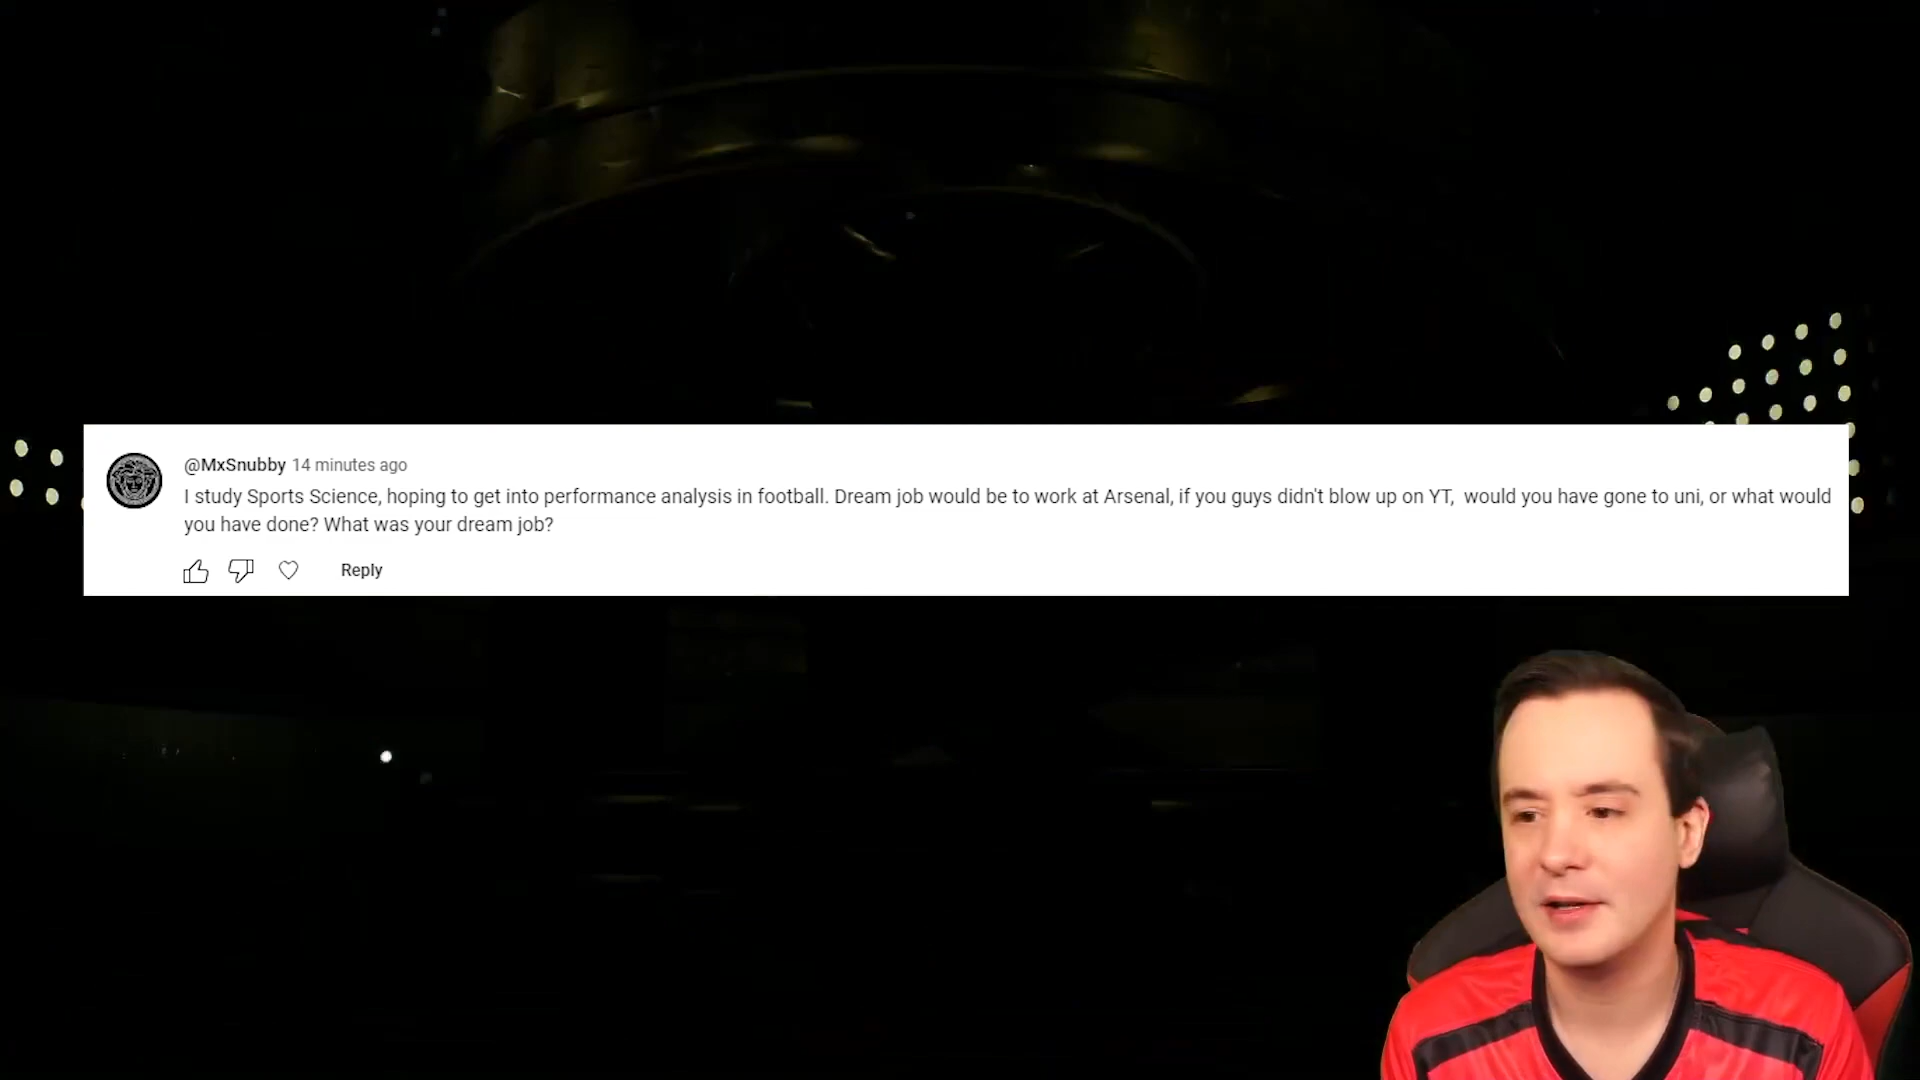 @MxSnubby 14 minutes ago
I study Sports Science, hoping to get into performance analysis in football. Dream job would be to work at Arsenal, if you guys didn't blow up on YT,  would you have gone to uni, or what would
you have done? What was your dream job?
Reply